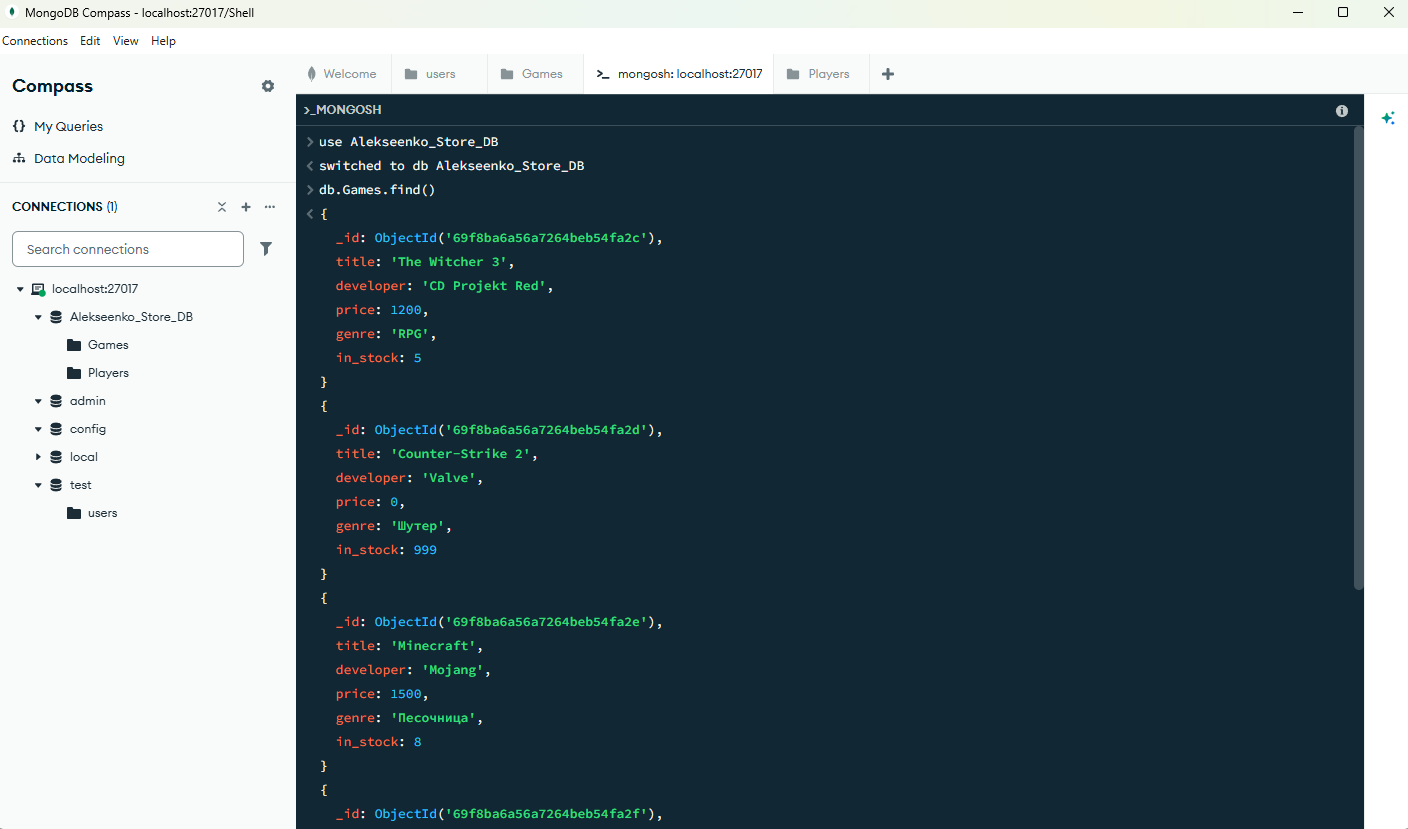 MongoDB Compass - localhost:27017/Shell
Connections Edit View Help
Compass
My Queries
Data Modeling
CONNECTIONS (1)
Search connections
localhost:27017
Alekseenko_Store_DB
Games
Players
admin
config
local
test
users
Welcome
users
Games
>_ mongosh: localhost:27017
Players
>_MONGOSH
> use Alekseenko_Store_DB
< switched to db Alekseenko_Store_DB
> db.Games.find()
< {
_id: ObjectId('69f8ba6a56a7264beb54fa2c'),
title: 'The Witcher 3',
developer: 'CD Projekt Red',
price: 1200,
genre: 'RPG',
in_stock: 5
}
{
_id: ObjectId('69f8ba6a56a7264beb54fa2d'),
title: 'Counter-Strike 2',
developer: 'Valve',
price: 0,
genre: 'Шутер',
in_stock: 999
}
{
_id: ObjectId('69f8ba6a56a7264beb54fa2e'),
title: 'Minecraft',
developer: 'Mojang',
price: 1500,
genre: 'Песочница',
in_stock: 8
}
{
_id: ObjectId('69f8ba6a56a7264beb54fa2f'),